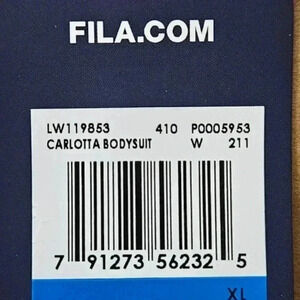 FILA.COM
LW119853 410 P0005953
CARLOTTA BODYSUIT W 211
7 91273 56232 5
XL